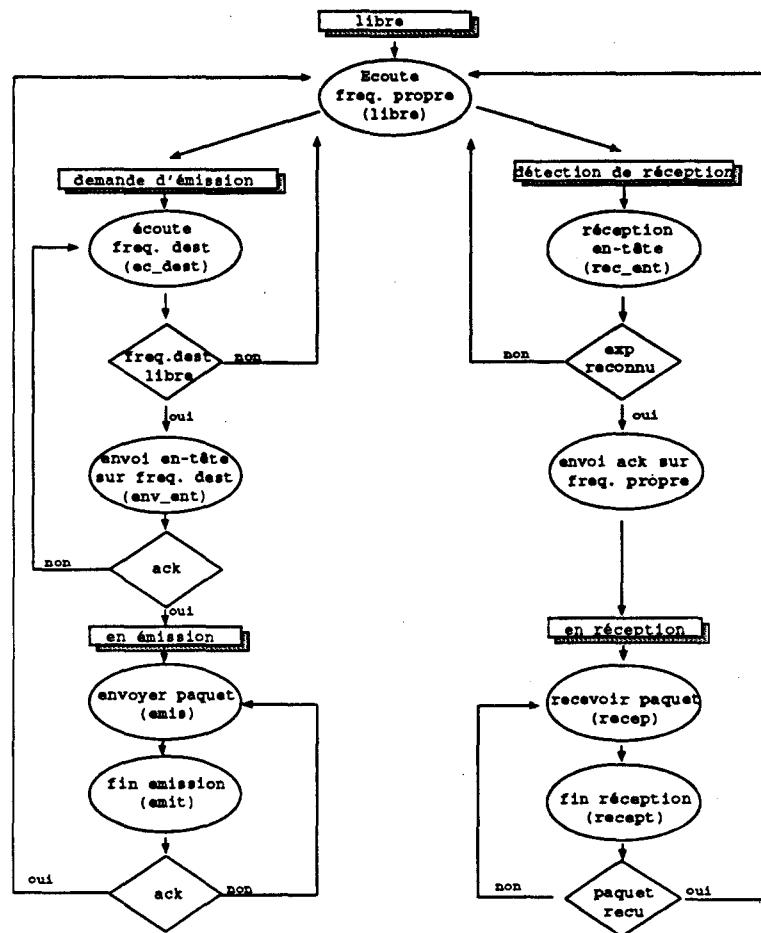 libre
Ecoute
freq. propre
(libre)
demande d'émission
écoute
freq. dest
(ec_dest)
freq.dest
libre
non
oui
envoi en-tête
sur freq. dest
(env_ent)
ack
non
oui
en émission
envoyer paquet
(emis)
fin emission
(emit)
ack
oui
non
détection de réception
réception
en-tête
(rec_ent)
exp
reconnu
non
oui
envoi ack sur
freq. propre
en réception
recevoir paquet
(recep)
fin réception
(recept)
paquet
recu
non
oui